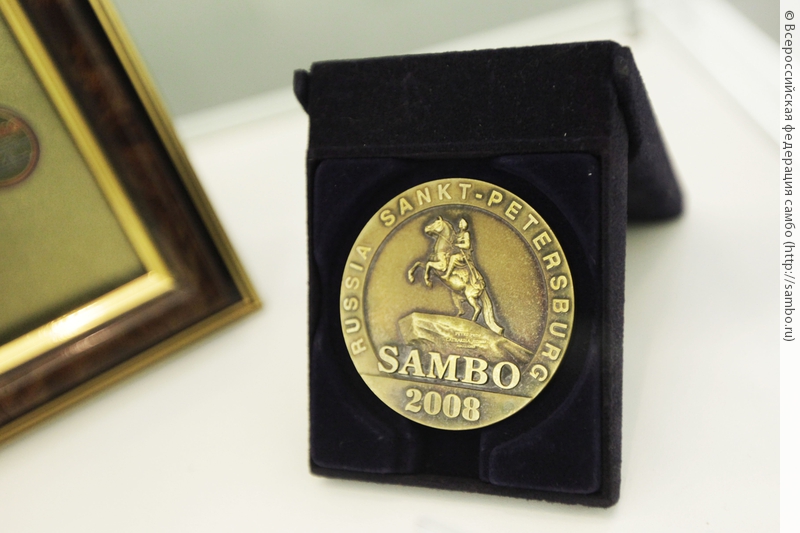 RUSSIA SANKT-PETERSBURG
SAMBO
2008
© Всероссийская федерация самбо (http://sambo.ru)